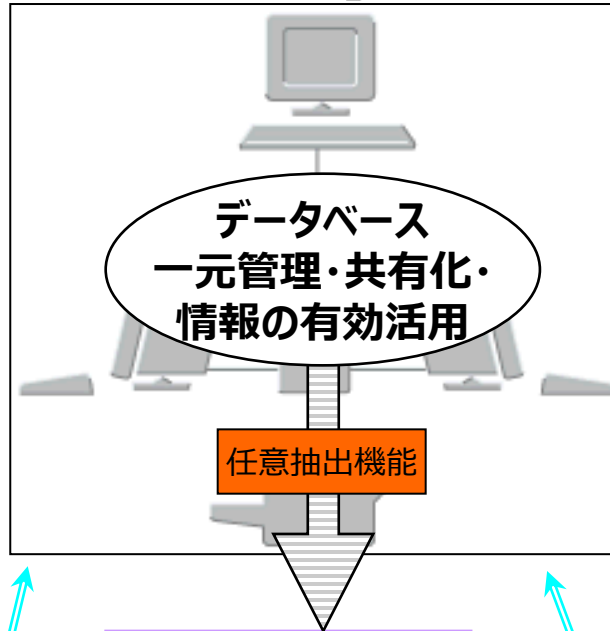 データベース
一元管理・共有化・
情報の有効活用
任意抽出機能